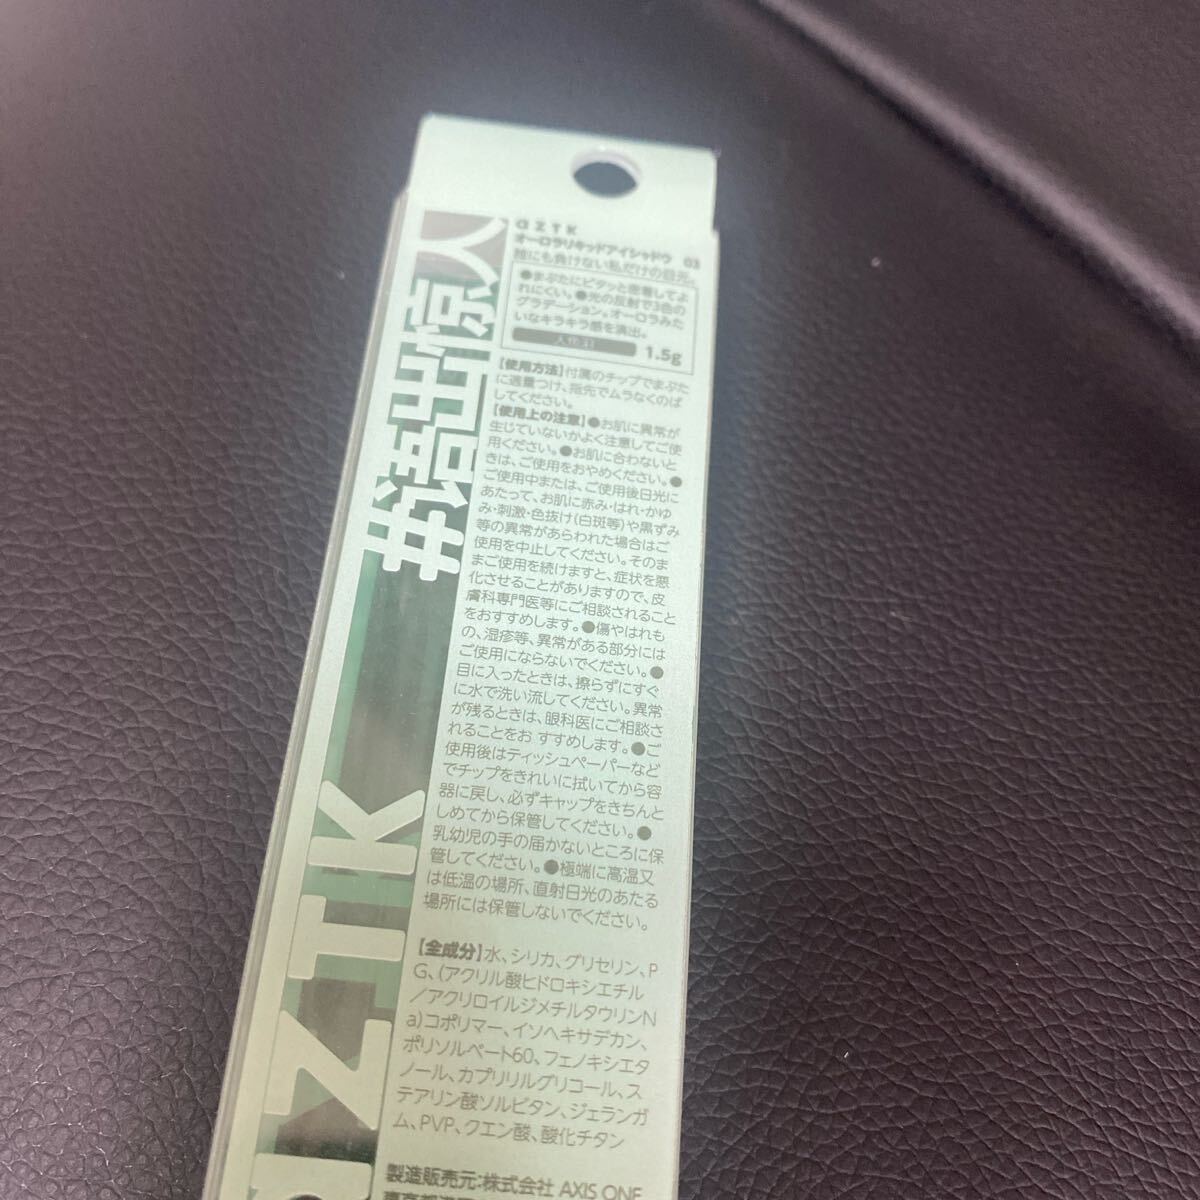 aZTK
オーロラリキッドアイシャドウ 03
誰にも負けない私だけの目元。
●まぶたにピタッと密着してよ
れにくい。●光の反射で3色の
グラデーション。オーロラみた
いなキラキラ感を演出。
1.5g
【使用方法】付属のチップでまぶた
に適量つけ、指先でムラなくのば
してください。
【使用上の注意】●お肌に異常が
生じていないかよく注意してご使
用ください。●お肌に合わないと
きは、ご使用をおやめください。●
ご使用中または、ご使用後日光に
あたって、お肌に赤み・はれ・かゆ
み・刺激・色抜け(白斑等)や黒ずみ
等の異常があらわれた場合はご
使用を中止してください。そのま
まご使用を続けますと、症状を悪
化させることがありますので、皮
膚科専門医等にご相談されること
をおすすめします。●傷やはれも
の、湿疹等、異常がある部分には
ご使用にならないでください。●
目に入ったときは、擦らずにすぐ
に水で洗い流してください。異常
が残るときは、眼科医にご相談さ
れることをお すすめします。●ご
使用後はティッシュペーパーなど
でチップをきれいに拭いてから容
器に戻し、必ずキャップをきちんと
しめてから保管してください。●
乳幼児の手の届かないところに保
管してください。●極端に高温又
は低温の場所、直射日光のあたる
場所には保管しないでください。
【全成分】水、シリカ、グリセリン、P
G、(アクリル酸ヒドロキシエチル
/アクリロイルジメチルタウリンN
a)コポリマー、イソヘキサデカン、
ポリソルベート60、フェノキシエタ
ノール、カプリリルグリコール、ス
テアリン酸ソルビタン、ジェランガ
ム、PVP、クエン酸、酸化チタン
製造販売元:株式会社 AXIS ONE
#语出惊人
aZTK